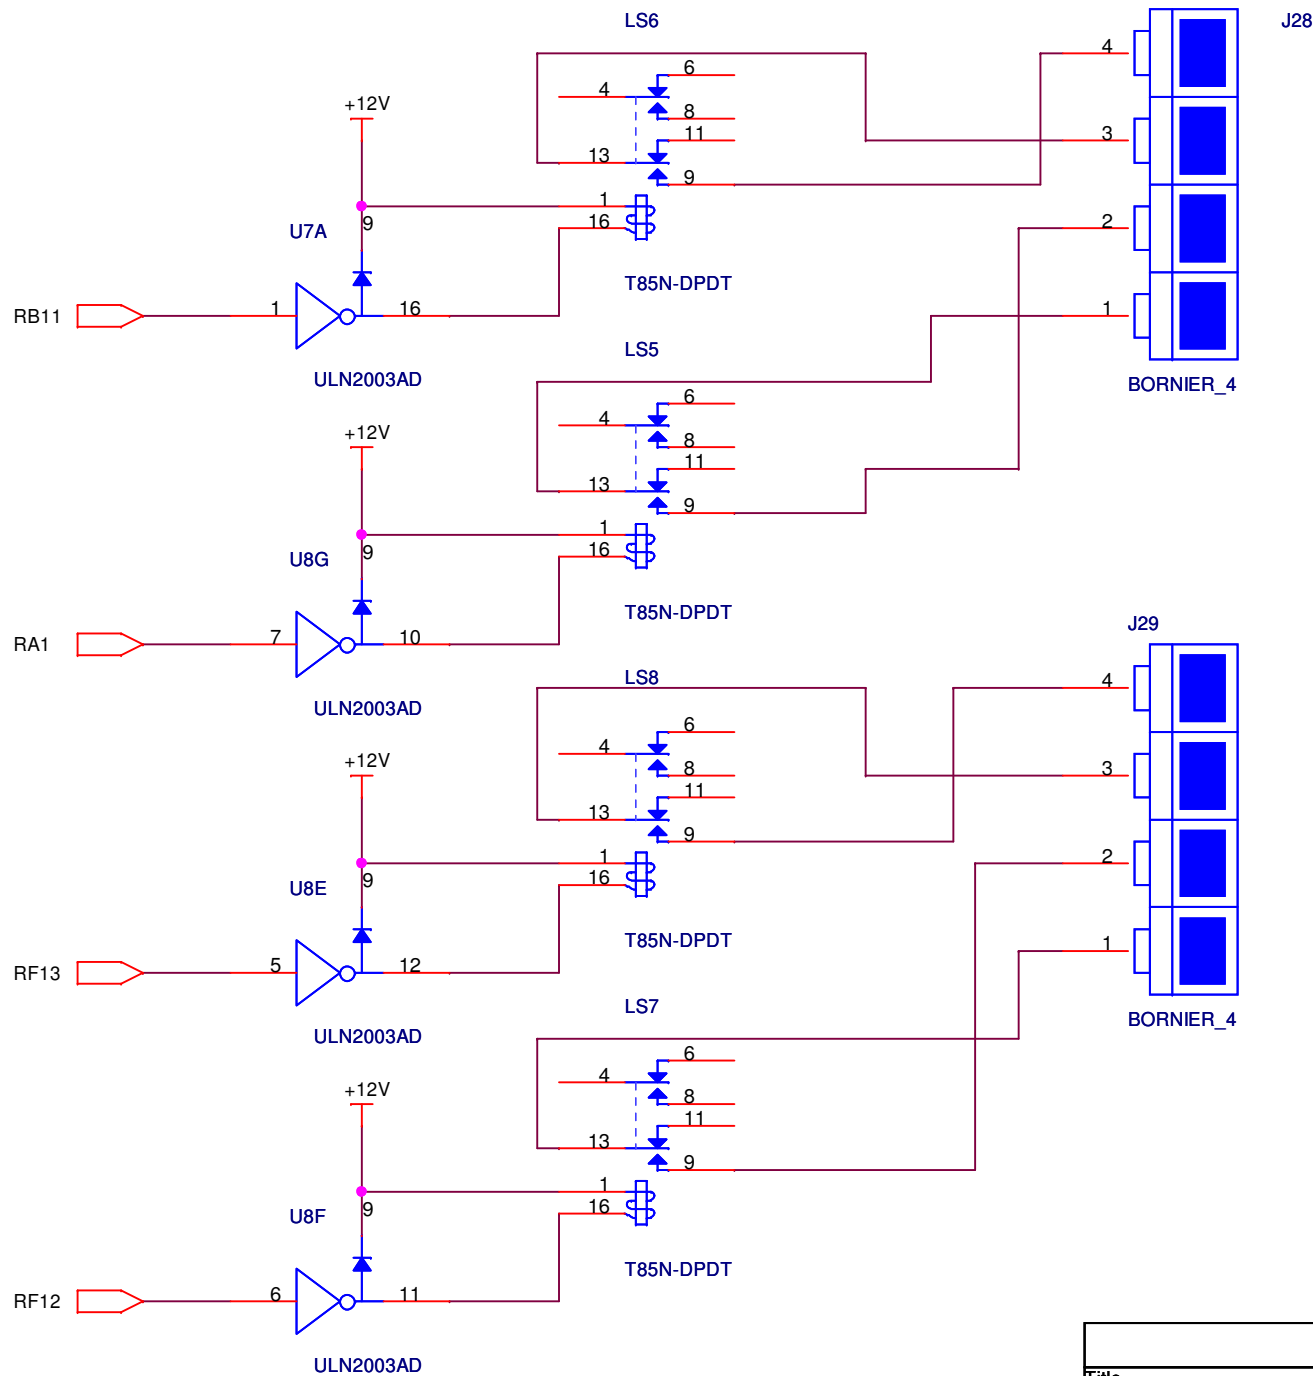 LS6
J28
4
6
4
8
+12V
11
3
13
9
1
9
U7A
16
2
T85N-DPDT
RB11
1
16
1
LS5
ULN2003AD
BORNIER_4
6
4
+12V
8
11
13
9
1
9
16
U8G
T85N-DPDT
J29
RA1
7
10
LS8
4
ULN2003AD
6
4
+12V
8
3
11
13
9
1
2
9
16
U8E
T85N-DPDT
1
RF13
5
12
LS7
BORNIER_4
ULN2003AD
6
4
+12V
8
11
13
9
1
9
16
U8F
T85N-DPDT
RF12
6
11
ULN2003AD
Title